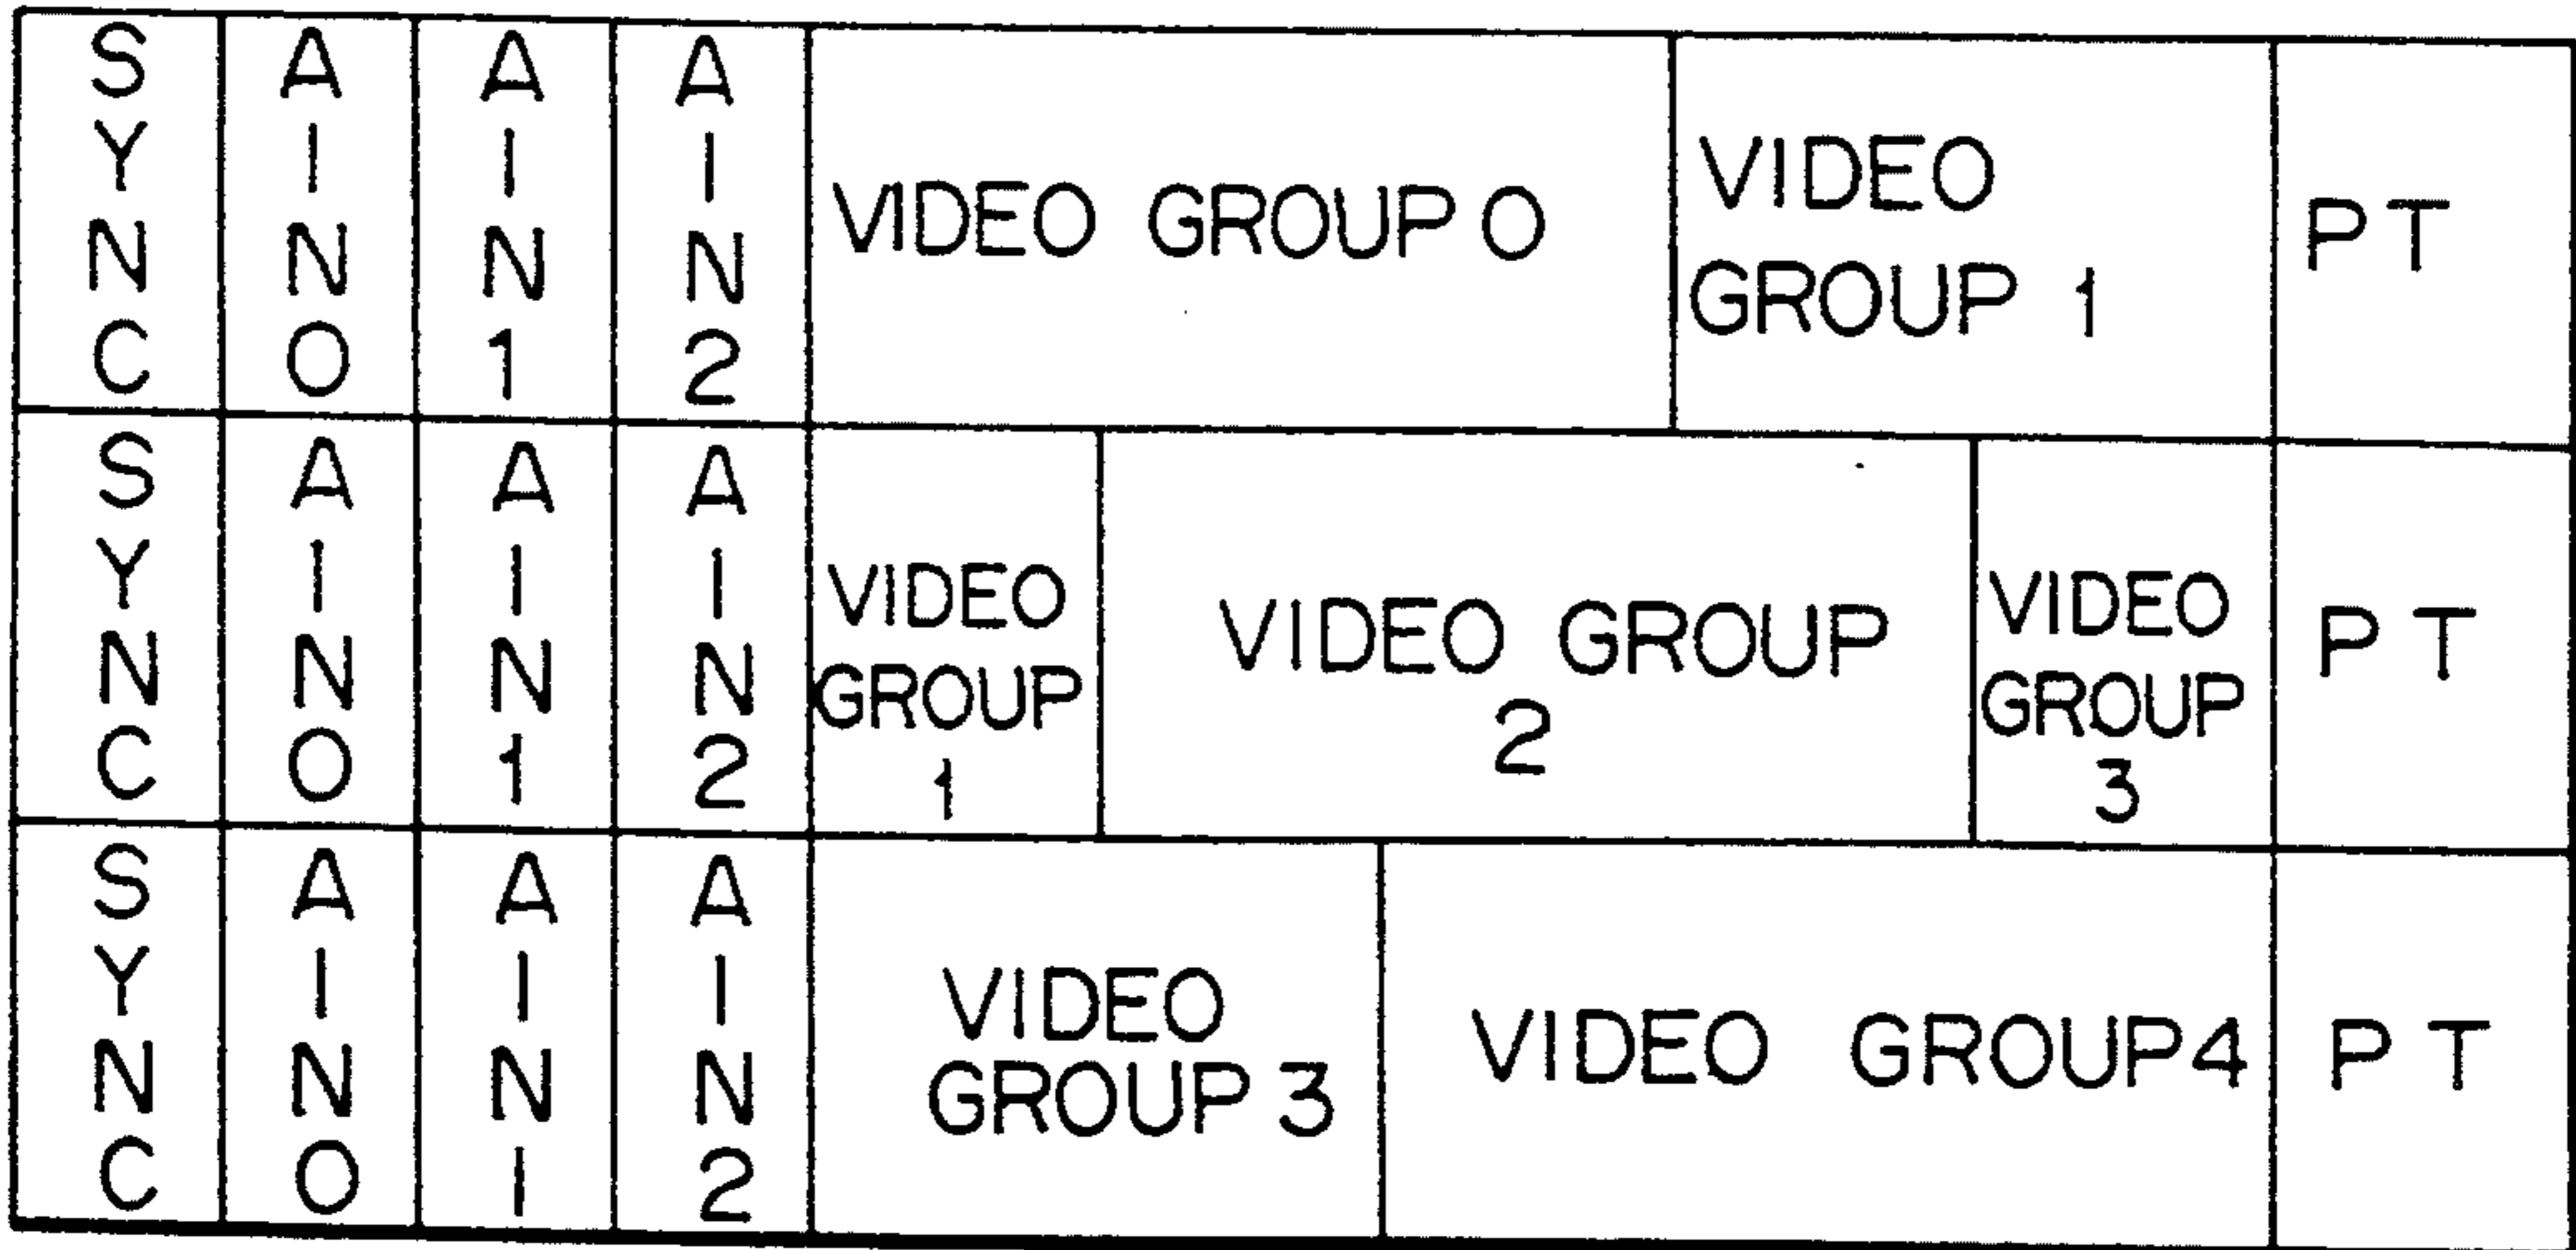 SYNC
AIN0
AIN1
AIN2
VIDEO GROUP 0
VIDEO
GROUP 1
PT
SYNC
AIN0
AIN1
AIN2
VIDEO
GROUP
1
VIDEO GROUP
2
VIDEO
GROUP
3
PT
SYNC
AIN0
AIN1
AIN2
VIDEO
GROUP 3
VIDEO GROUP4
PT